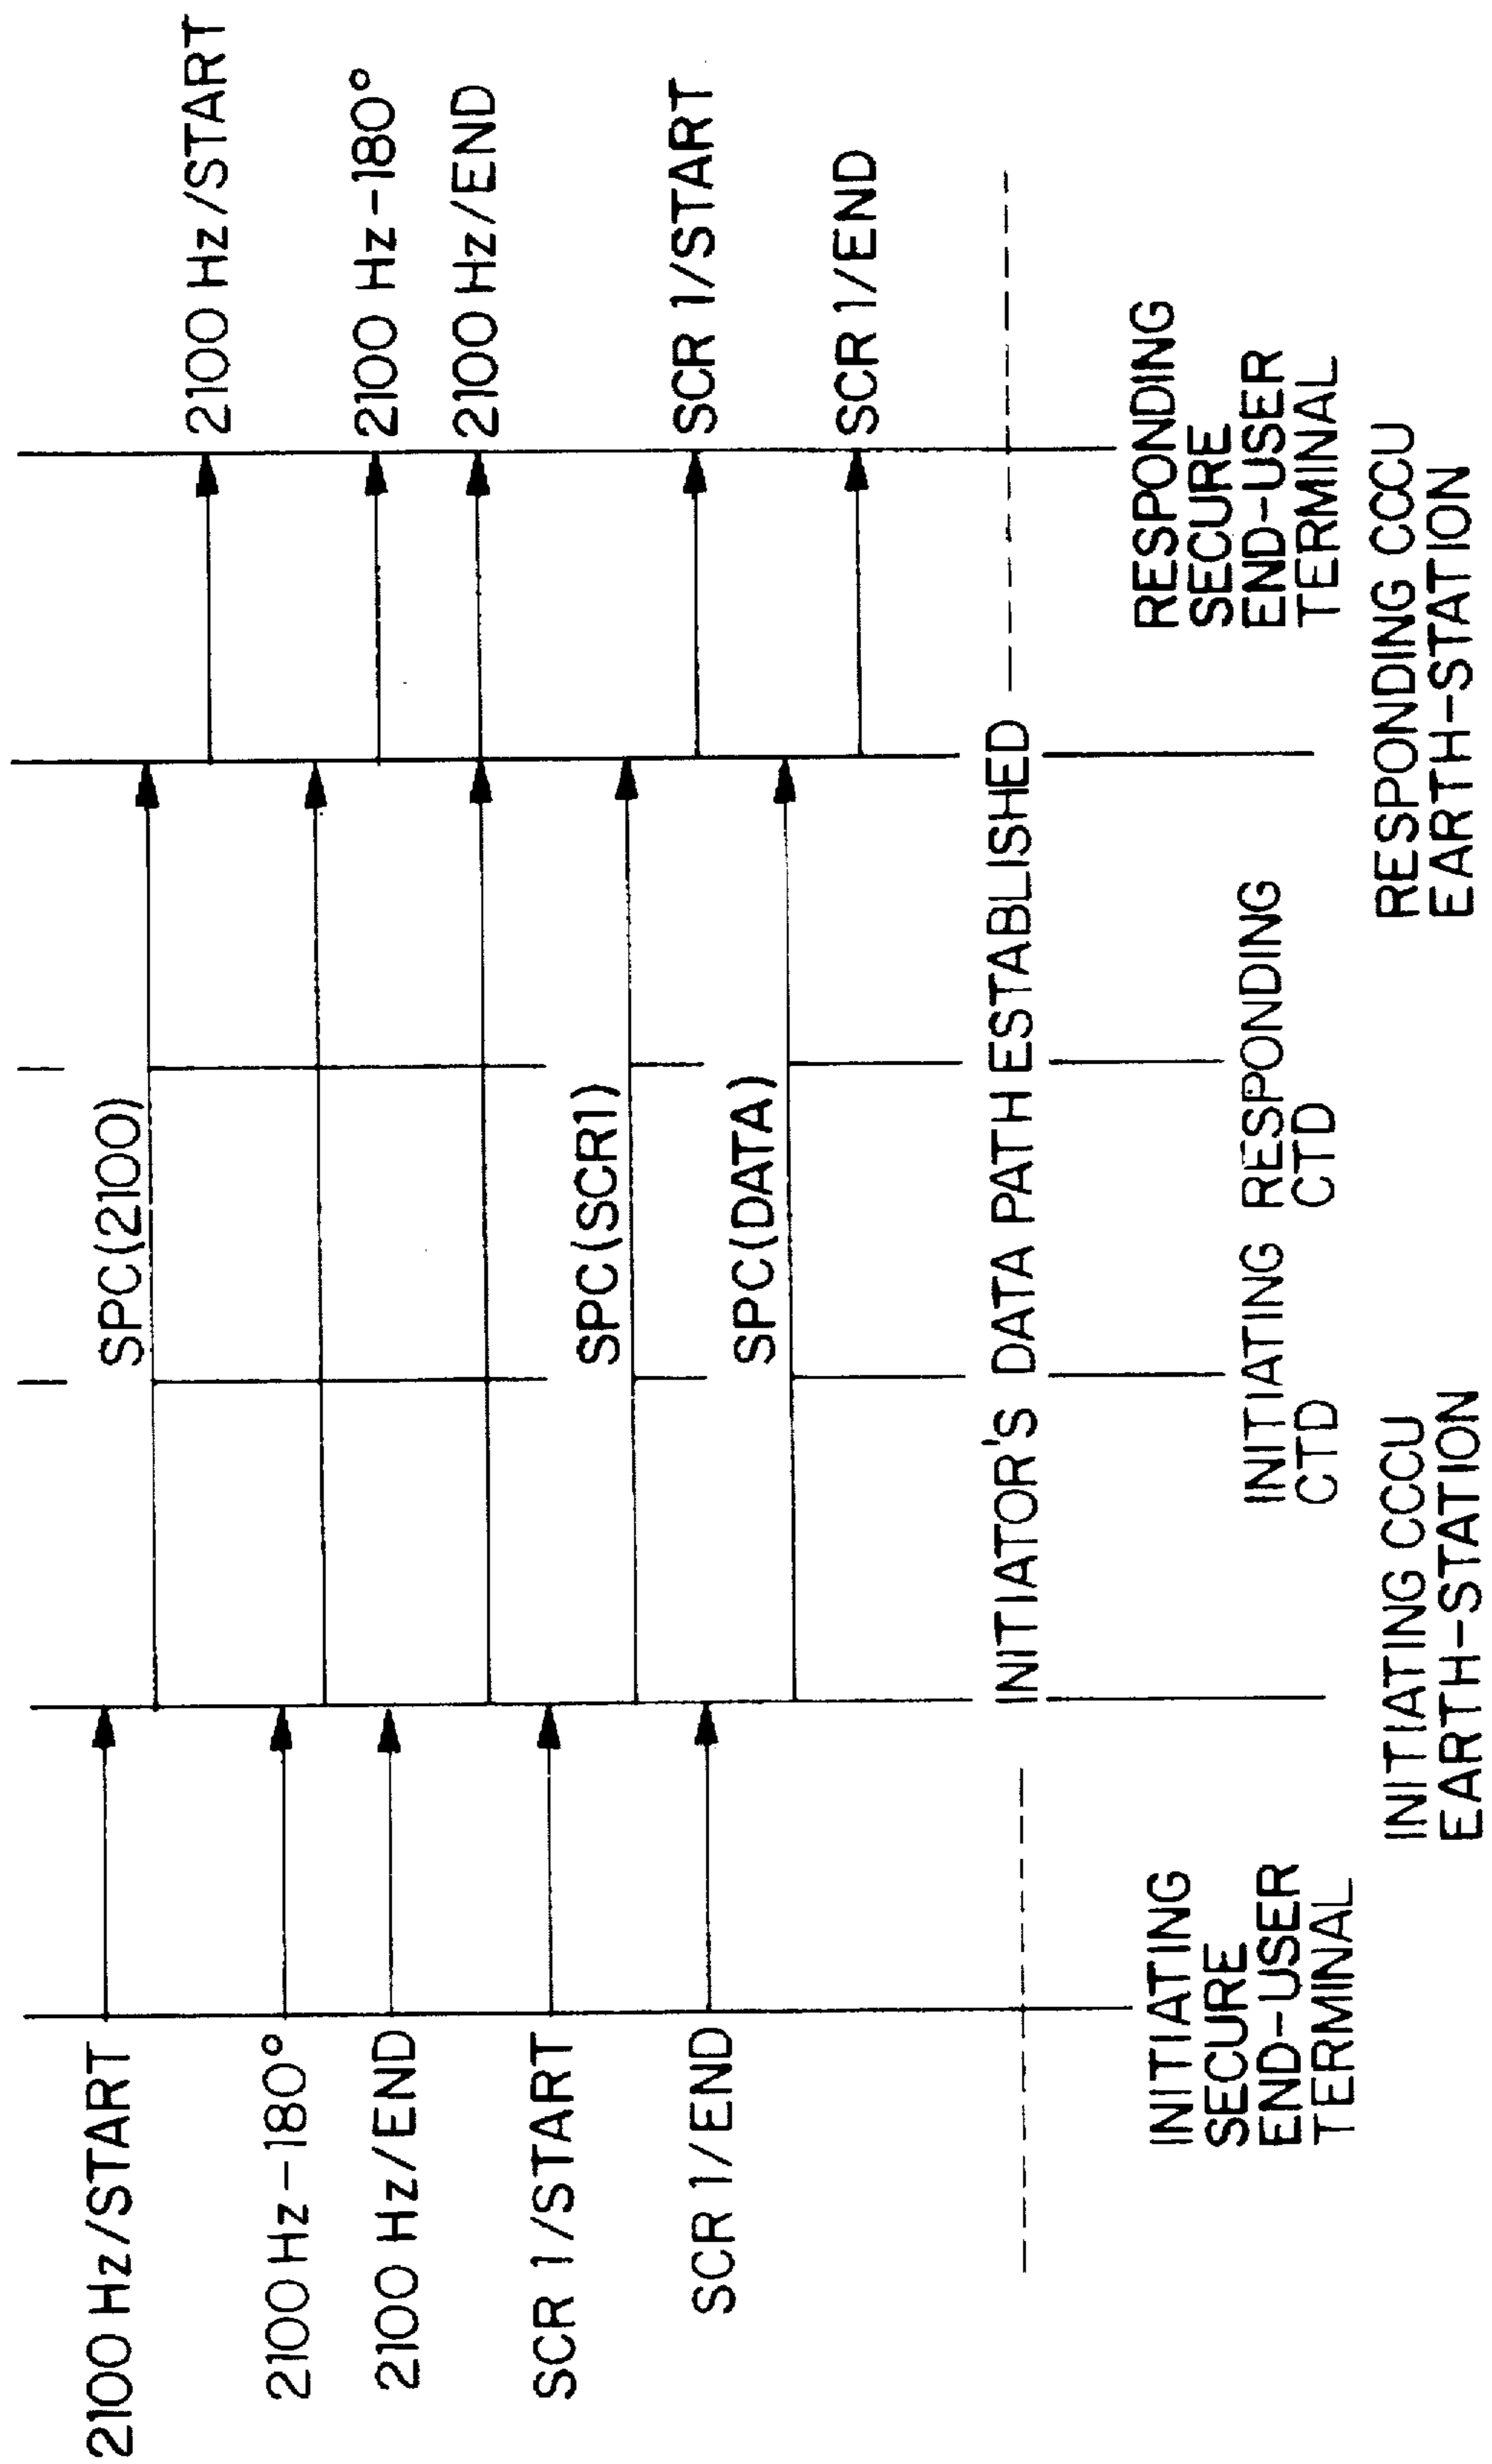 2100 Hz/START
2100 Hz-180°
2100 Hz/END
SCR 1/START
SCR 1/END
SPC(2100)
SPC(SCR1)
SPC(DATA)
2100 Hz/START
2100 Hz-180°
2100 Hz/END
SCR 1/START
SCR 1/END
INITIATOR'S DATA PATH ESTABLISHED
INITIATING
SECURE
END-USER
TERMINAL
INITIATING CCCU
EARTH-STATION
INITIATING
CTD
RESPONDING
CTD
RESPONDING CCCU
EARTH-STATION
RESPONDING
SECURE
END-USER
TERMINAL